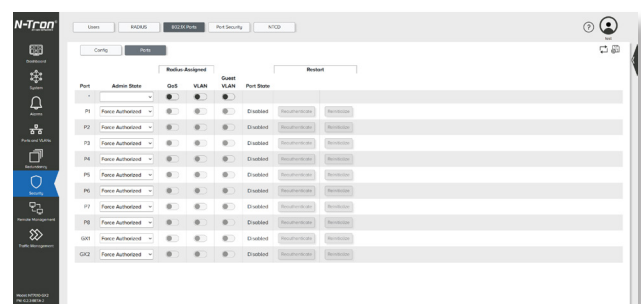 N-Tron
Users RADIUS 802.1X Ports Port Security NTCD
Config Ports
Dashboard
System
Alarms
Ports and VLANs
Redundancy
Security
Remote Management
Traffic Management
Radius-Assigned Restart
Guest
Port Admin State QoS VLAN VLAN Port State
*
P1 Force Authorized Disabled Reauthenticate Reinitialize
P2 Force Authorized Disabled Reauthenticate Reinitialize
P3 Force Authorized Disabled Reauthenticate Reinitialize
P4 Force Authorized Disabled Reauthenticate Reinitialize
P5 Force Authorized Disabled Reauthenticate Reinitialize
P6 Force Authorized Disabled Reauthenticate Reinitialize
P7 Force Authorized Disabled Reauthenticate Reinitialize
P8 Force Authorized Disabled Reauthenticate Reinitialize
GX1 Force Authorized Disabled Reauthenticate Reinitialize
GX2 Force Authorized Disabled Reauthenticate Reinitialize